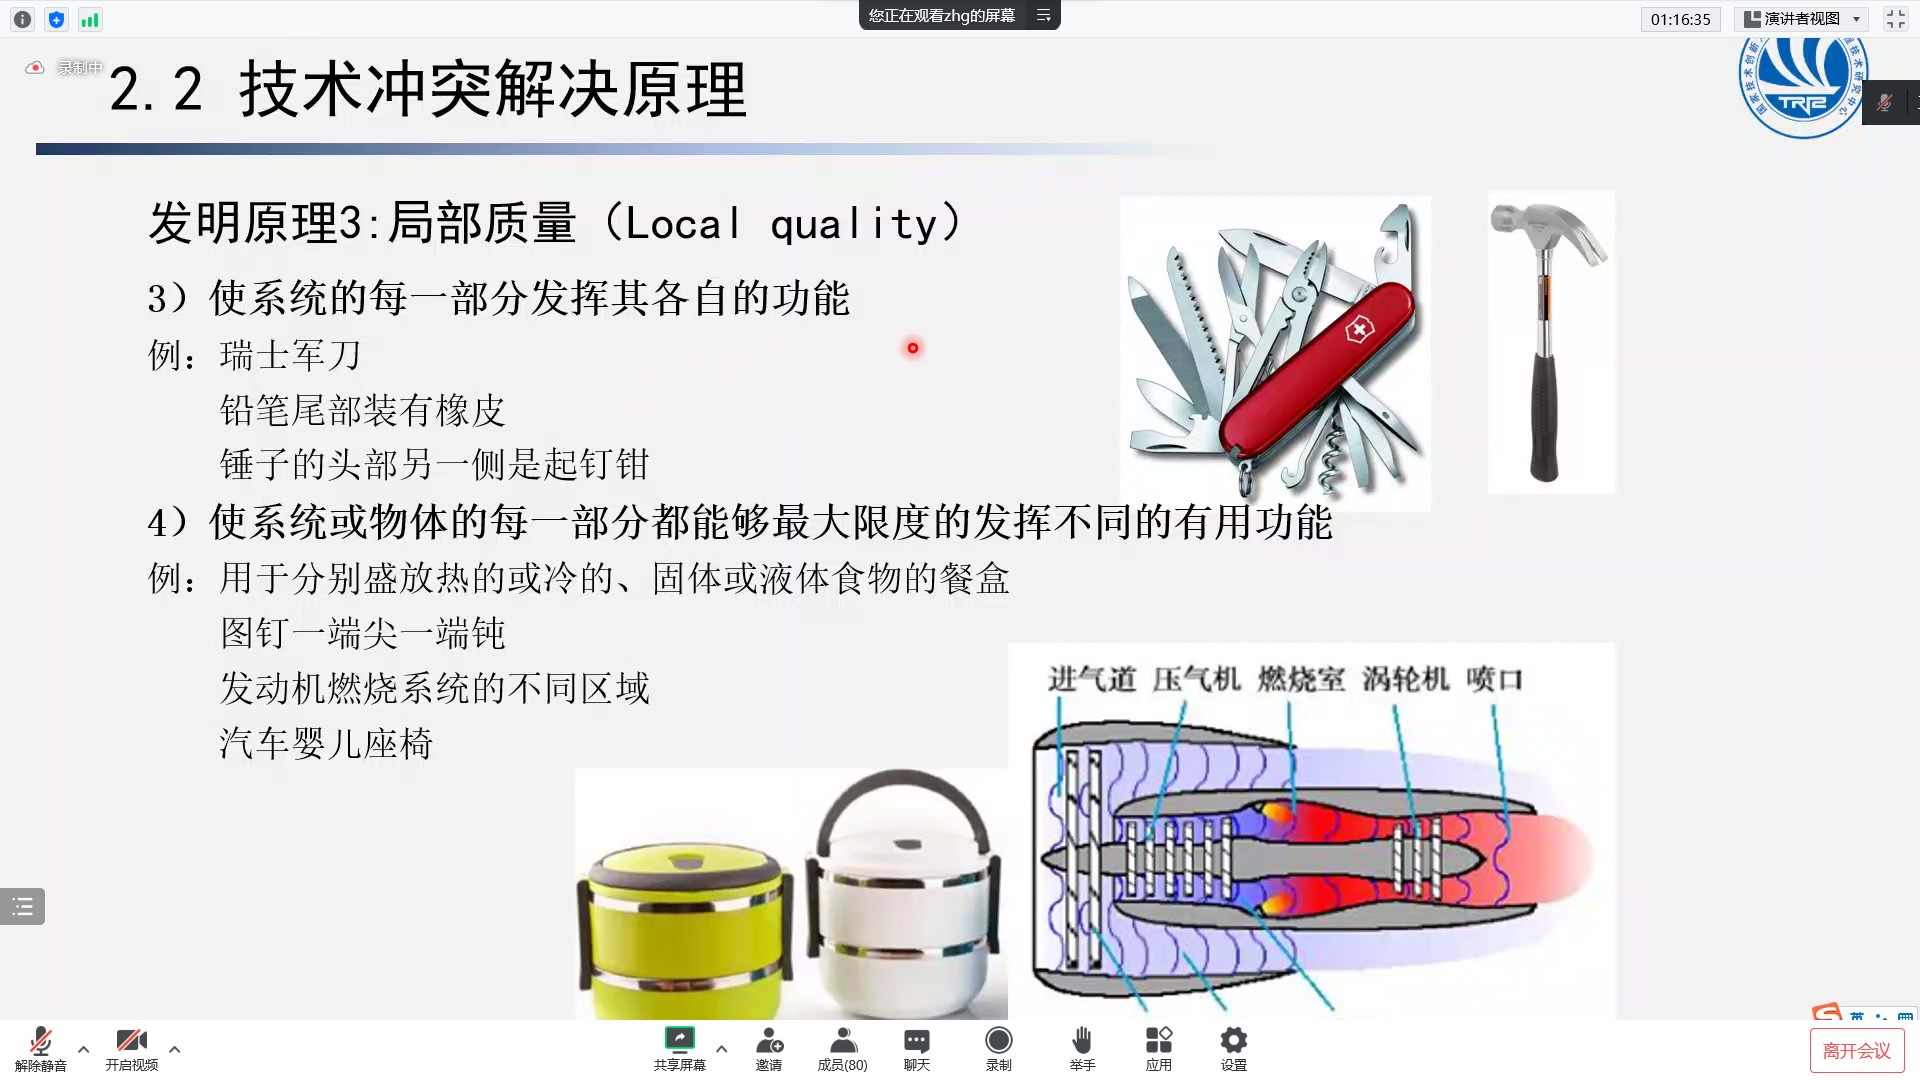 您正在观看zhg的屏幕
01:16:35
演讲者视图
录制中
2.2 技术冲突解决原理
TRIZ
发明原理3:局部质量（Local quality）
3）使系统的每一部分发挥其各自的功能
例：瑞士军刀
铅笔尾部装有橡皮
锤子的头部另一侧是起钉钳
4）使系统或物体的每一部分都能够最大限度的发挥不同的有用功能
例：用于分别盛放热的或冷的、固体或液体食物的餐盒
图钉一端尖一端钝
发动机燃烧系统的不同区域
汽车婴儿座椅
进气道 压气机 燃烧室 涡轮机 喷口
英
解除静音
开启视频
共享屏幕
邀请
成员(80)
聊天
录制
举手
应用
设置
离开会议